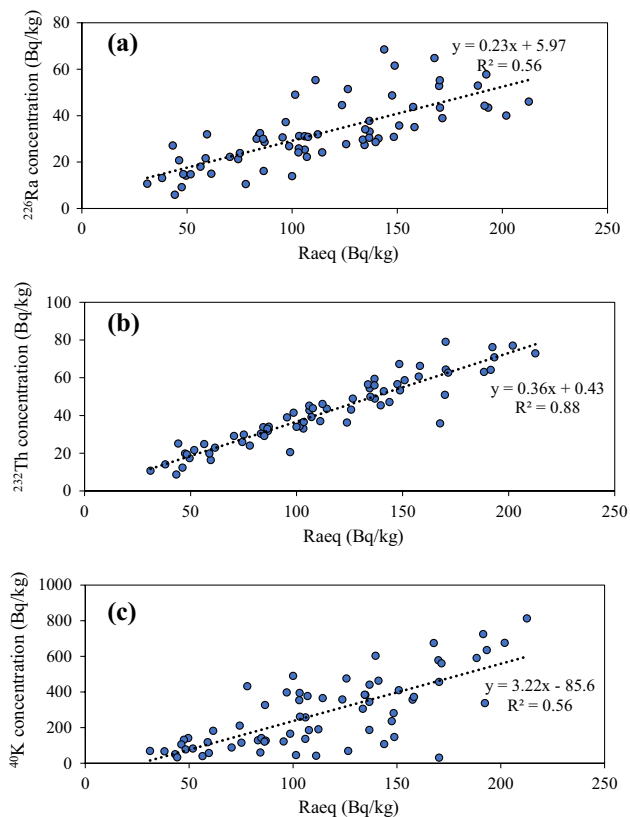 (a)
y = 0.23x + 5.97
R² = 0.56
²²⁶Ra concentration (Bq/kg)
80
60
40
20
0
0 50 100 150 200 250
Raeq (Bq/kg)
(b)
y = 0.36x + 0.43
R² = 0.88
²³²Th concentration (Bq/kg)
100
80
60
40
20
0
0 50 100 150 200 250
Raeq (Bq/kg)
(c)
y = 3.22x - 85.6
R² = 0.56
⁴⁰K concentration (Bq/kg)
1000
800
600
400
200
0
0 50 100 150 200 250
Raeq (Bq/kg)